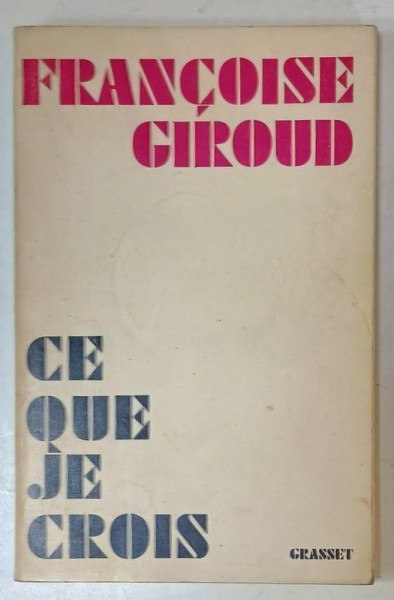 FRANÇOISE
GIROUD
CE
QUE
JE
CROIS
GRASSET